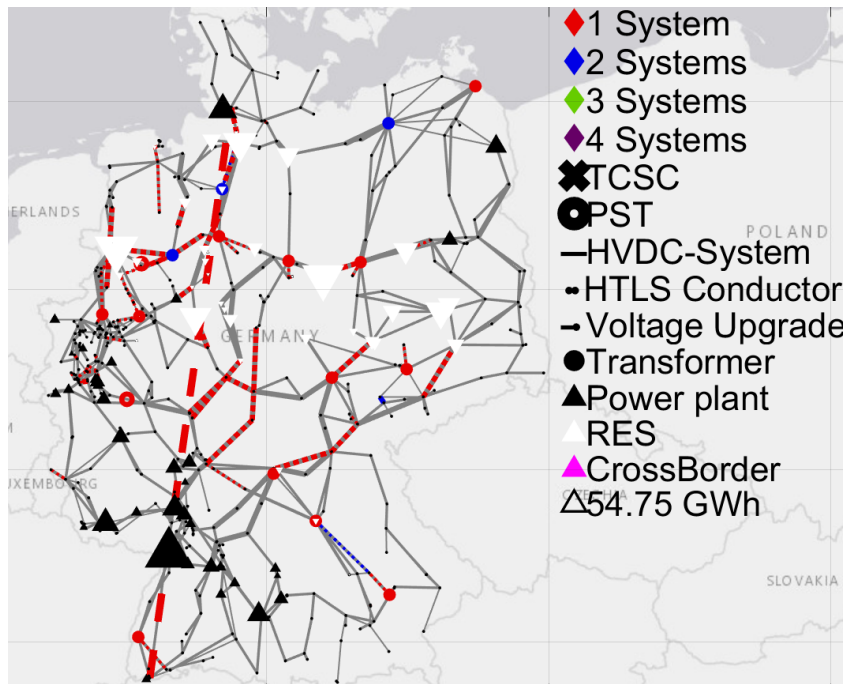 1 System
2 Systems
3 Systems
4 Systems
TCSC
PST
HVDC-System
HTLS Conductor
Voltage Upgrade
Transformer
Power plant
RES
CrossBorder
54.75 GWh
ERLANDS
POLAND
GERMANY
UXEMBOURG
SLOVAKIA